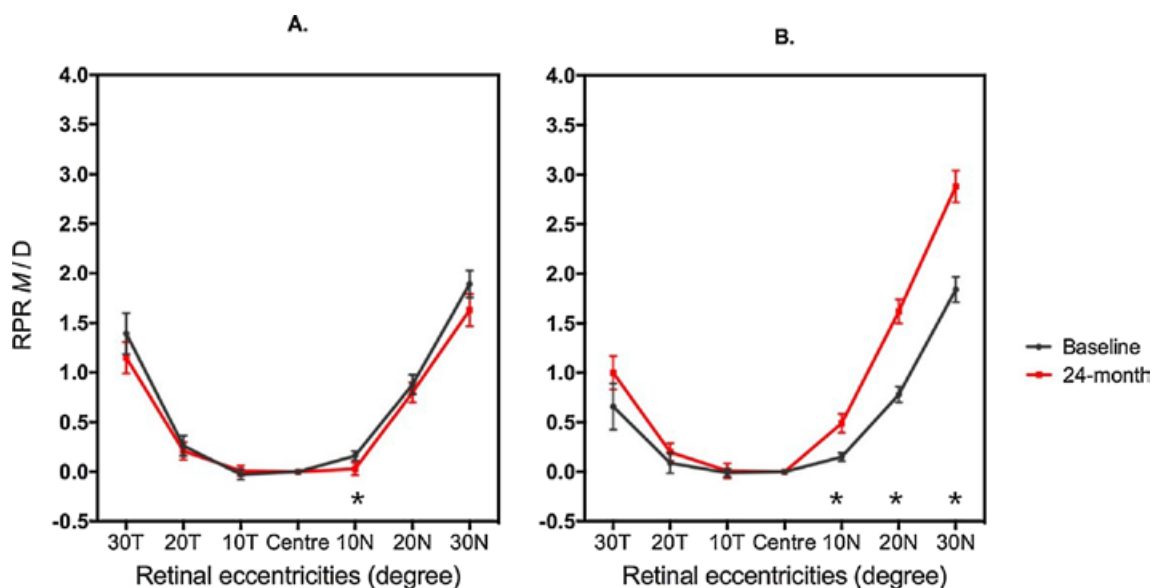 A.
4.0
3.5
3.0
2.5
2.0
1.5
1.0
0.5
0.0
-0.5
RPR M / D
*
30T 20T 10T Centre 10N 20N 30N
Retinal eccentricities (degree)
B.
4.0
3.5
3.0
2.5
2.0
1.5
1.0
0.5
0.0
-0.5
* * *
30T 20T 10T Centre 10N 20N 30N
Retinal eccentricities (degree)
Baseline
24-month